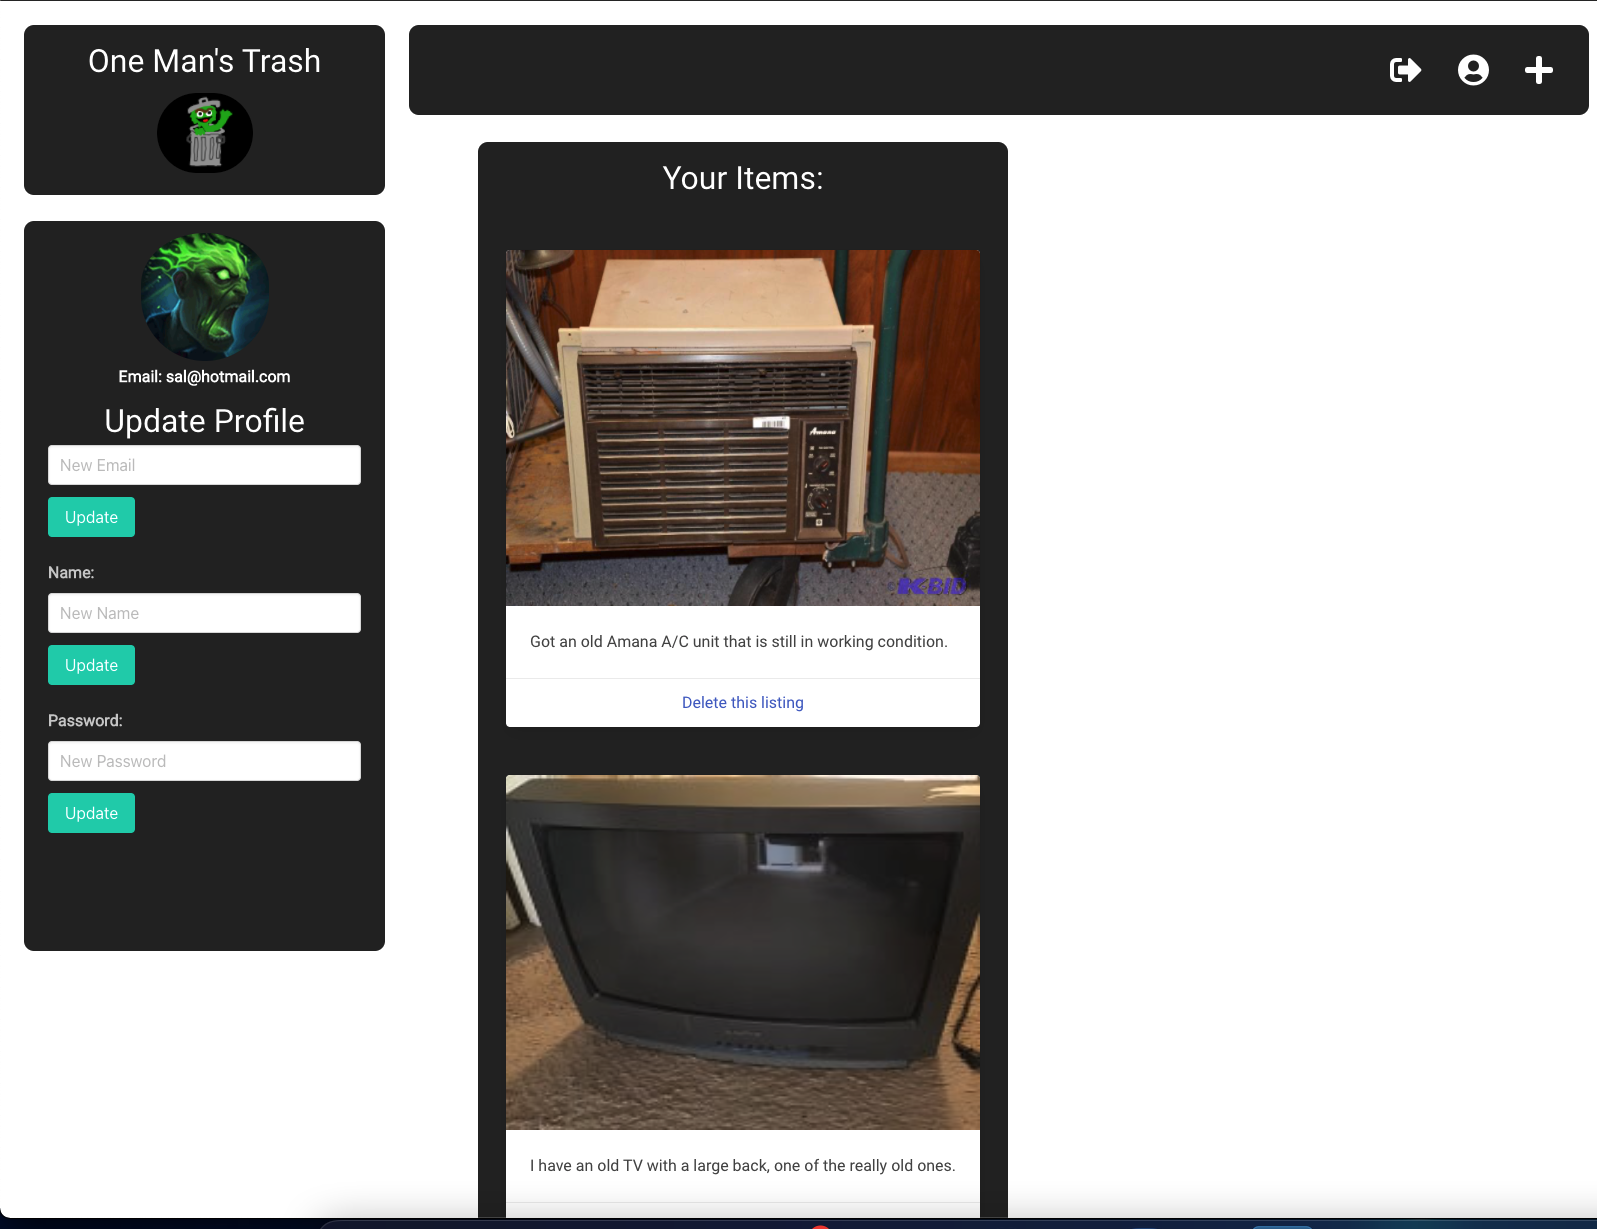 One Man's Trash
Email: sal@hotmail.com
Update Profile
New Email
Update
Name:
New Name
Update
Password:
New Password
Update
Your Items:
Amana
K-BID
Got an old Amana A/C unit that is still in working condition.
Delete this listing
I have an old TV with a large back, one of the really old ones.